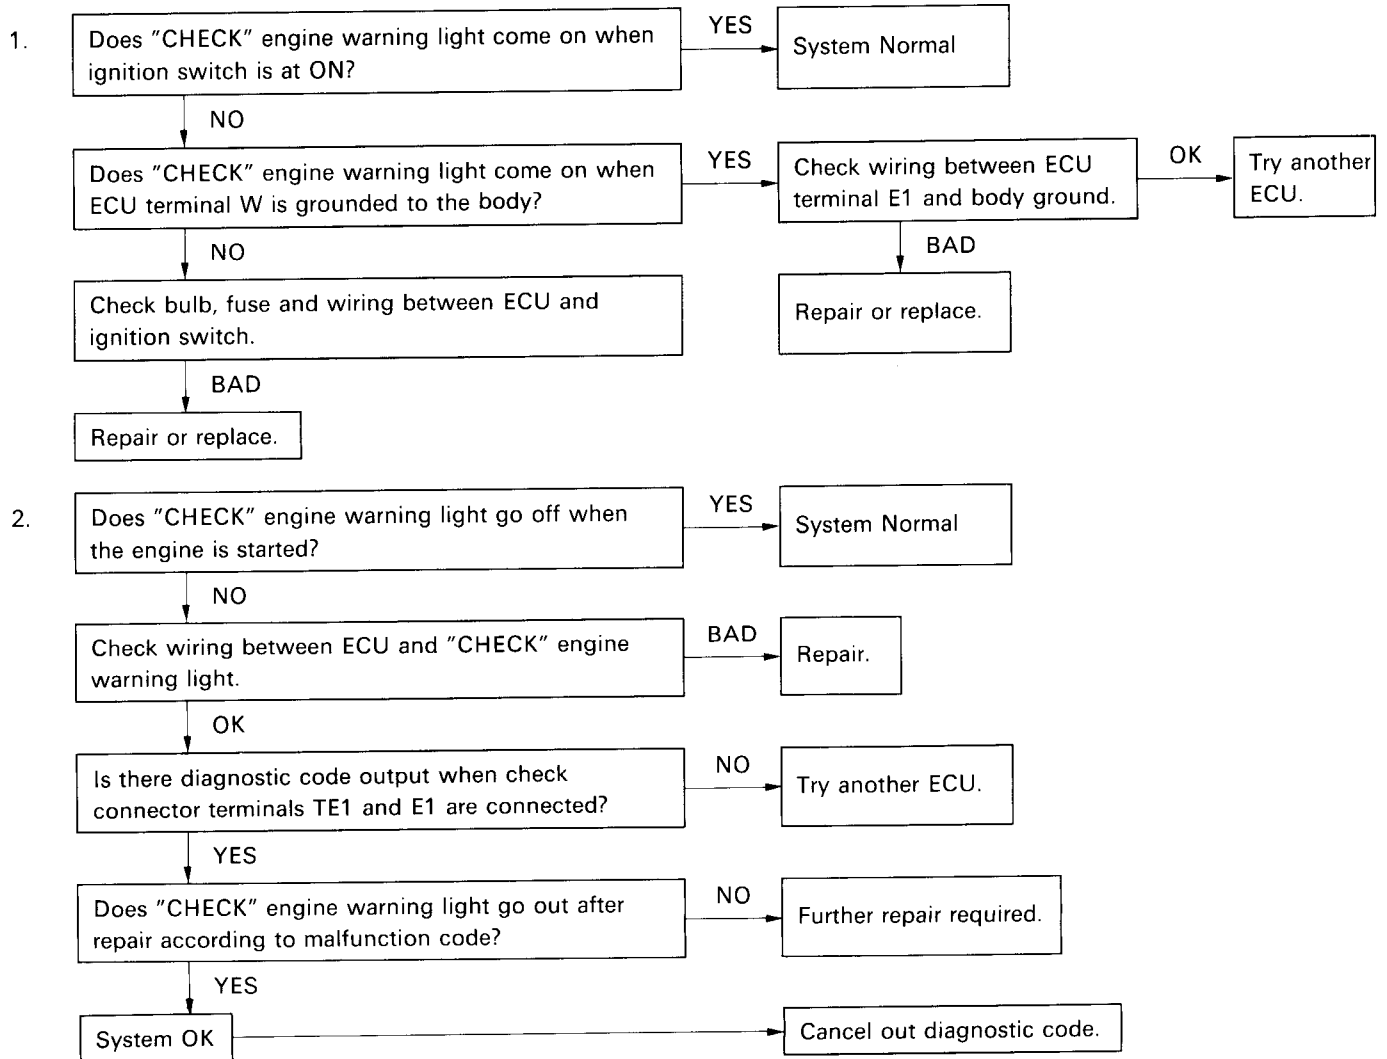 1.
Does "CHECK" engine warning light come on when
ignition switch is at ON?
YES
System Normal
NO
Does "CHECK" engine warning light come on when
ECU terminal W is grounded to the body?
YES
Check wiring between ECU
terminal E1 and body ground.
OK
Try another
ECU.
NO
BAD
Check bulb, fuse and wiring between ECU and
ignition switch.
Repair or replace.
BAD
Repair or replace.
2.
Does "CHECK" engine warning light go off when
the engine is started?
YES
System Normal
NO
Check wiring between ECU and "CHECK" engine
warning light.
BAD
Repair.
OK
Is there diagnostic code output when check
connector terminals TE1 and E1 are connected?
NO
Try another ECU.
YES
Does "CHECK" engine warning light go out after
repair according to malfunction code?
NO
Further repair required.
YES
System OK
Cancel out diagnostic code.